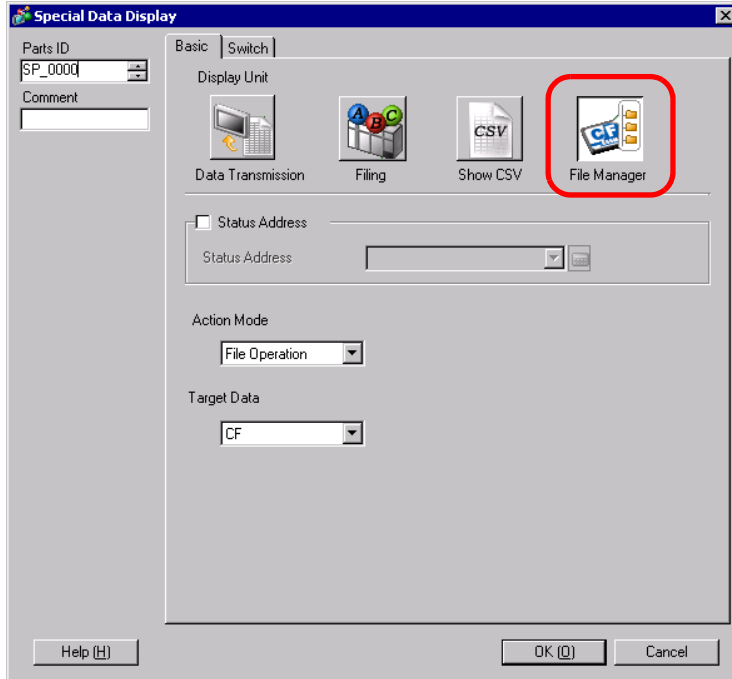 Special Data Display
Parts ID
SP_0000
Comment
Basic
Switch
Display Unit
A B C
CSV
CF
Data Transmission
Filing
Show CSV
File Manager
Status Address
Status Address
Action Mode
File Operation
Target Data
CF
Help (H)
OK (O)
Cancel